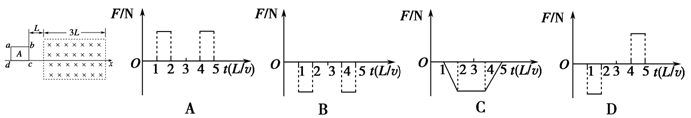 L
3L
a
b
A
d
c
x
F/N
O
1 2 3 4 5 t(L/v)
A
F/N
O
1 2 3 4 5 t(L/v)
B
F/N
O
1 2 3 4 5 t(L/v)
C
F/N
O
1 2 3 4 5 t(L/v)
D